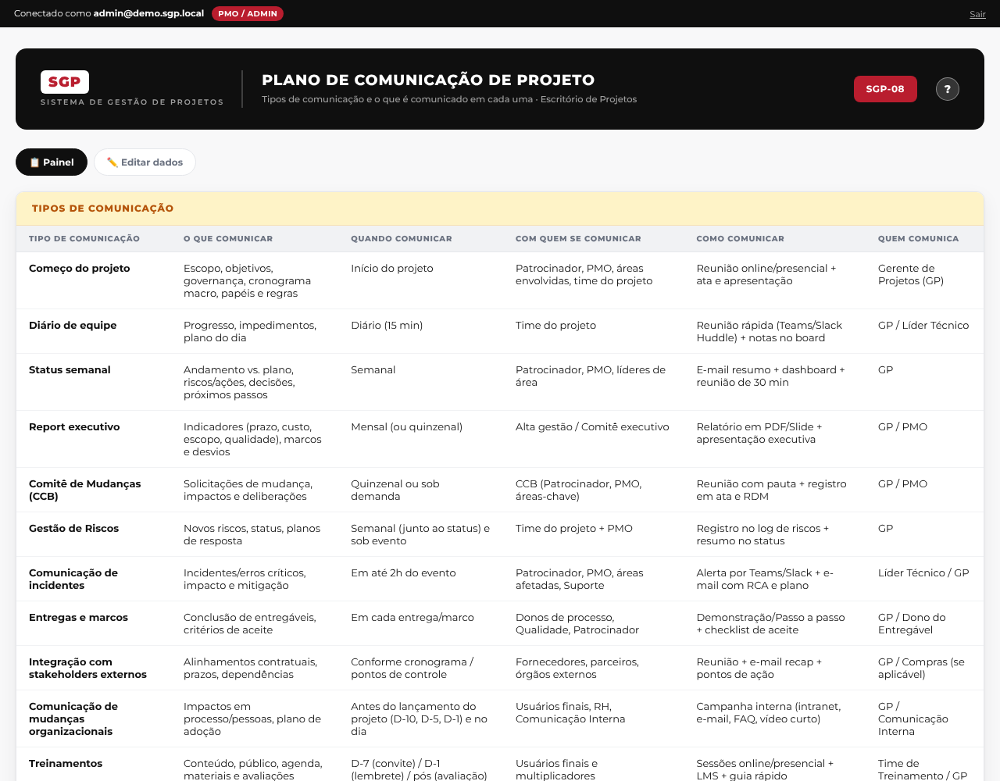 Conectado como admin@demo.sgp.local PMO / ADMIN Sair
SGP
SISTEMA DE GESTÃO DE PROJETOS
PLANO DE COMUNICAÇÃO DE PROJETO
Tipos de comunicação e o que é comunicado em cada uma · Escritório de Projetos
SGP-08 ?
Painel Editar dados
TIPOS DE COMUNICAÇÃO
TIPO DE COMUNICAÇÃO O QUE COMUNICAR QUANDO COMUNICAR COM QUEM SE COMUNICAR COMO COMUNICAR QUEM COMUNICA
Começo do projeto Escopo, objetivos, Início do projeto Patrocinador, PMO, áreas Reunião online/presencial + Gerente de
governança, cronograma envolvidas, time do projeto ata e apresentação Projetos (GP)
macro, papéis e regras
Diário de equipe Progresso, impedimentos, Diário (15 min) Time do projeto Reunião rápida (Teams/Slack GP / Líder Técnico
plano do dia Huddle) + notas no board
Status semanal Andamento vs. plano, Semanal Patrocinador, PMO, líderes de E-mail resumo + dashboard + GP
riscos/ações, decisões, área reunião de 30 min
próximos passos
Report executivo Indicadores (prazo, custo, Mensal (ou quinzenal) Alta gestão / Comitê executivo Relatório em PDF/Slide + GP / PMO
escopo, qualidade), marcos apresentação executiva
e desvios
Comitê de Mudanças Solicitações de mudança, Quinzenal ou sob CCB (Patrocinador, PMO, Reunião com pauta + registro GP / PMO
(CCB) impactos e deliberações demanda áreas-chave) em ata e RDM
Gestão de Riscos Novos riscos, status, planos Semanal (junto ao status) e Time do projeto + PMO Registro no log de riscos + GP
de resposta sob evento resumo no status
Comunicação de Incidentes/erros críticos, Em até 2h do evento Patrocinador, PMO, áreas Alerta por Teams/Slack + e- Líder Técnico / GP
incidentes impacto e mitigação afetadas, Suporte mail com RCA e plano
Entregas e marcos Conclusão de entregáveis, Em cada entrega/marco Donos de processo, Demonstração/Passo a passo GP / Dono do
critérios de aceite Qualidade, Patrocinador + checklist de aceite Entregável
Integração com Alinhamentos contratuais, Conforme cronograma / Fornecedores, parceiros, Reunião + e-mail recap + GP / Compras (se
stakeholders externos prazos, dependências pontos de controle órgãos externos pontos de ação aplicável)
Comunicação de Impactos em Antes do lançamento do Usuários finais, RH, Campanha interna (intranet, GP /
mudanças processo/pessoas, plano de projeto (D-10, D-5, D-1) e no Comunicação Interna e-mail, FAQ, vídeo curto) Comunicação
organizacionais adoção dia Interna
Treinamentos Conteúdo, público, agenda, D-7 (convite) / D-1 Usuários finais e Sessões online/presencial + Time de
materiais e avaliações (lembrete) / pós (avaliação) multiplicadores LMS + guia rápido Treinamento / GP